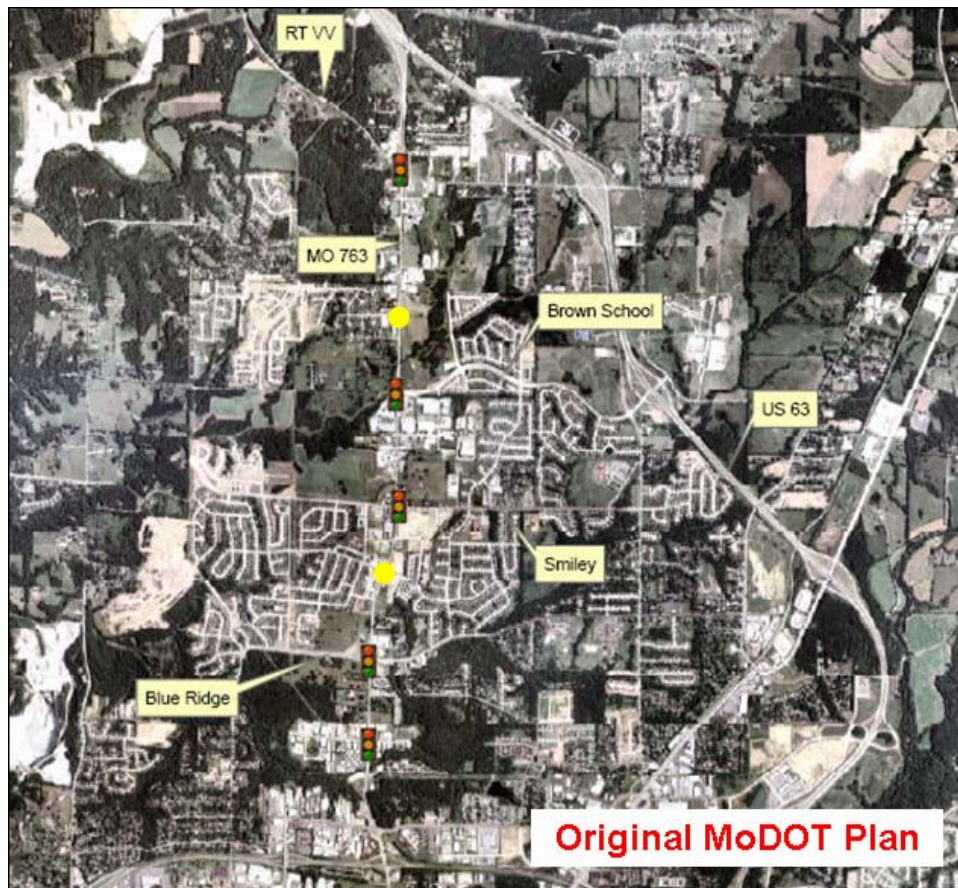 RT VV
MO 763
Brown School
US 63
Smiley
Blue Ridge
Original MoDOT Plan